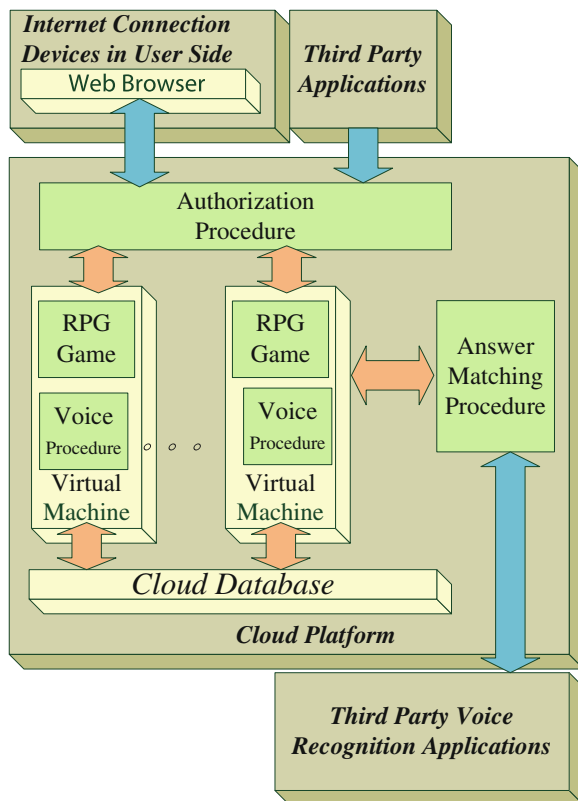 Internet Connection
Devices in User Side
Web Browser
Third Party
Applications
Authorization
Procedure
RPG
Game
Voice
Procedure
Virtual
Machine
RPG
Game
Voice
Procedure
Virtual
Machine
Answer
Matching
Procedure
Cloud Database
Cloud Platform
Third Party Voice
Recognition Applications